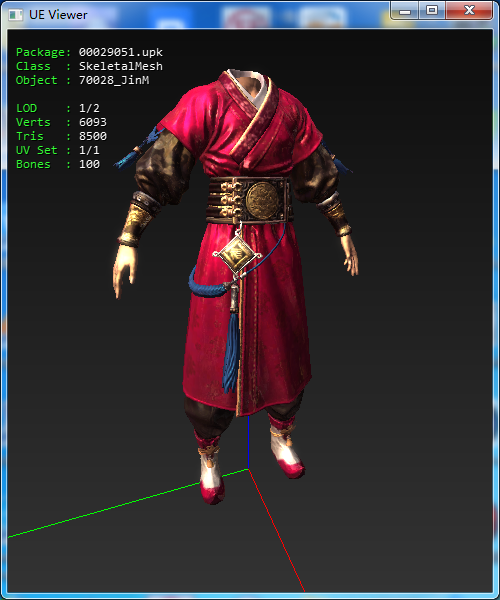 UE Viewer
Package: 00029051.upk
Class : SkeletalMesh
Object : 70028_JinM
LOD : 1/2
Verts : 6093
Tris : 8500
UV Set : 1/1
Bones : 100